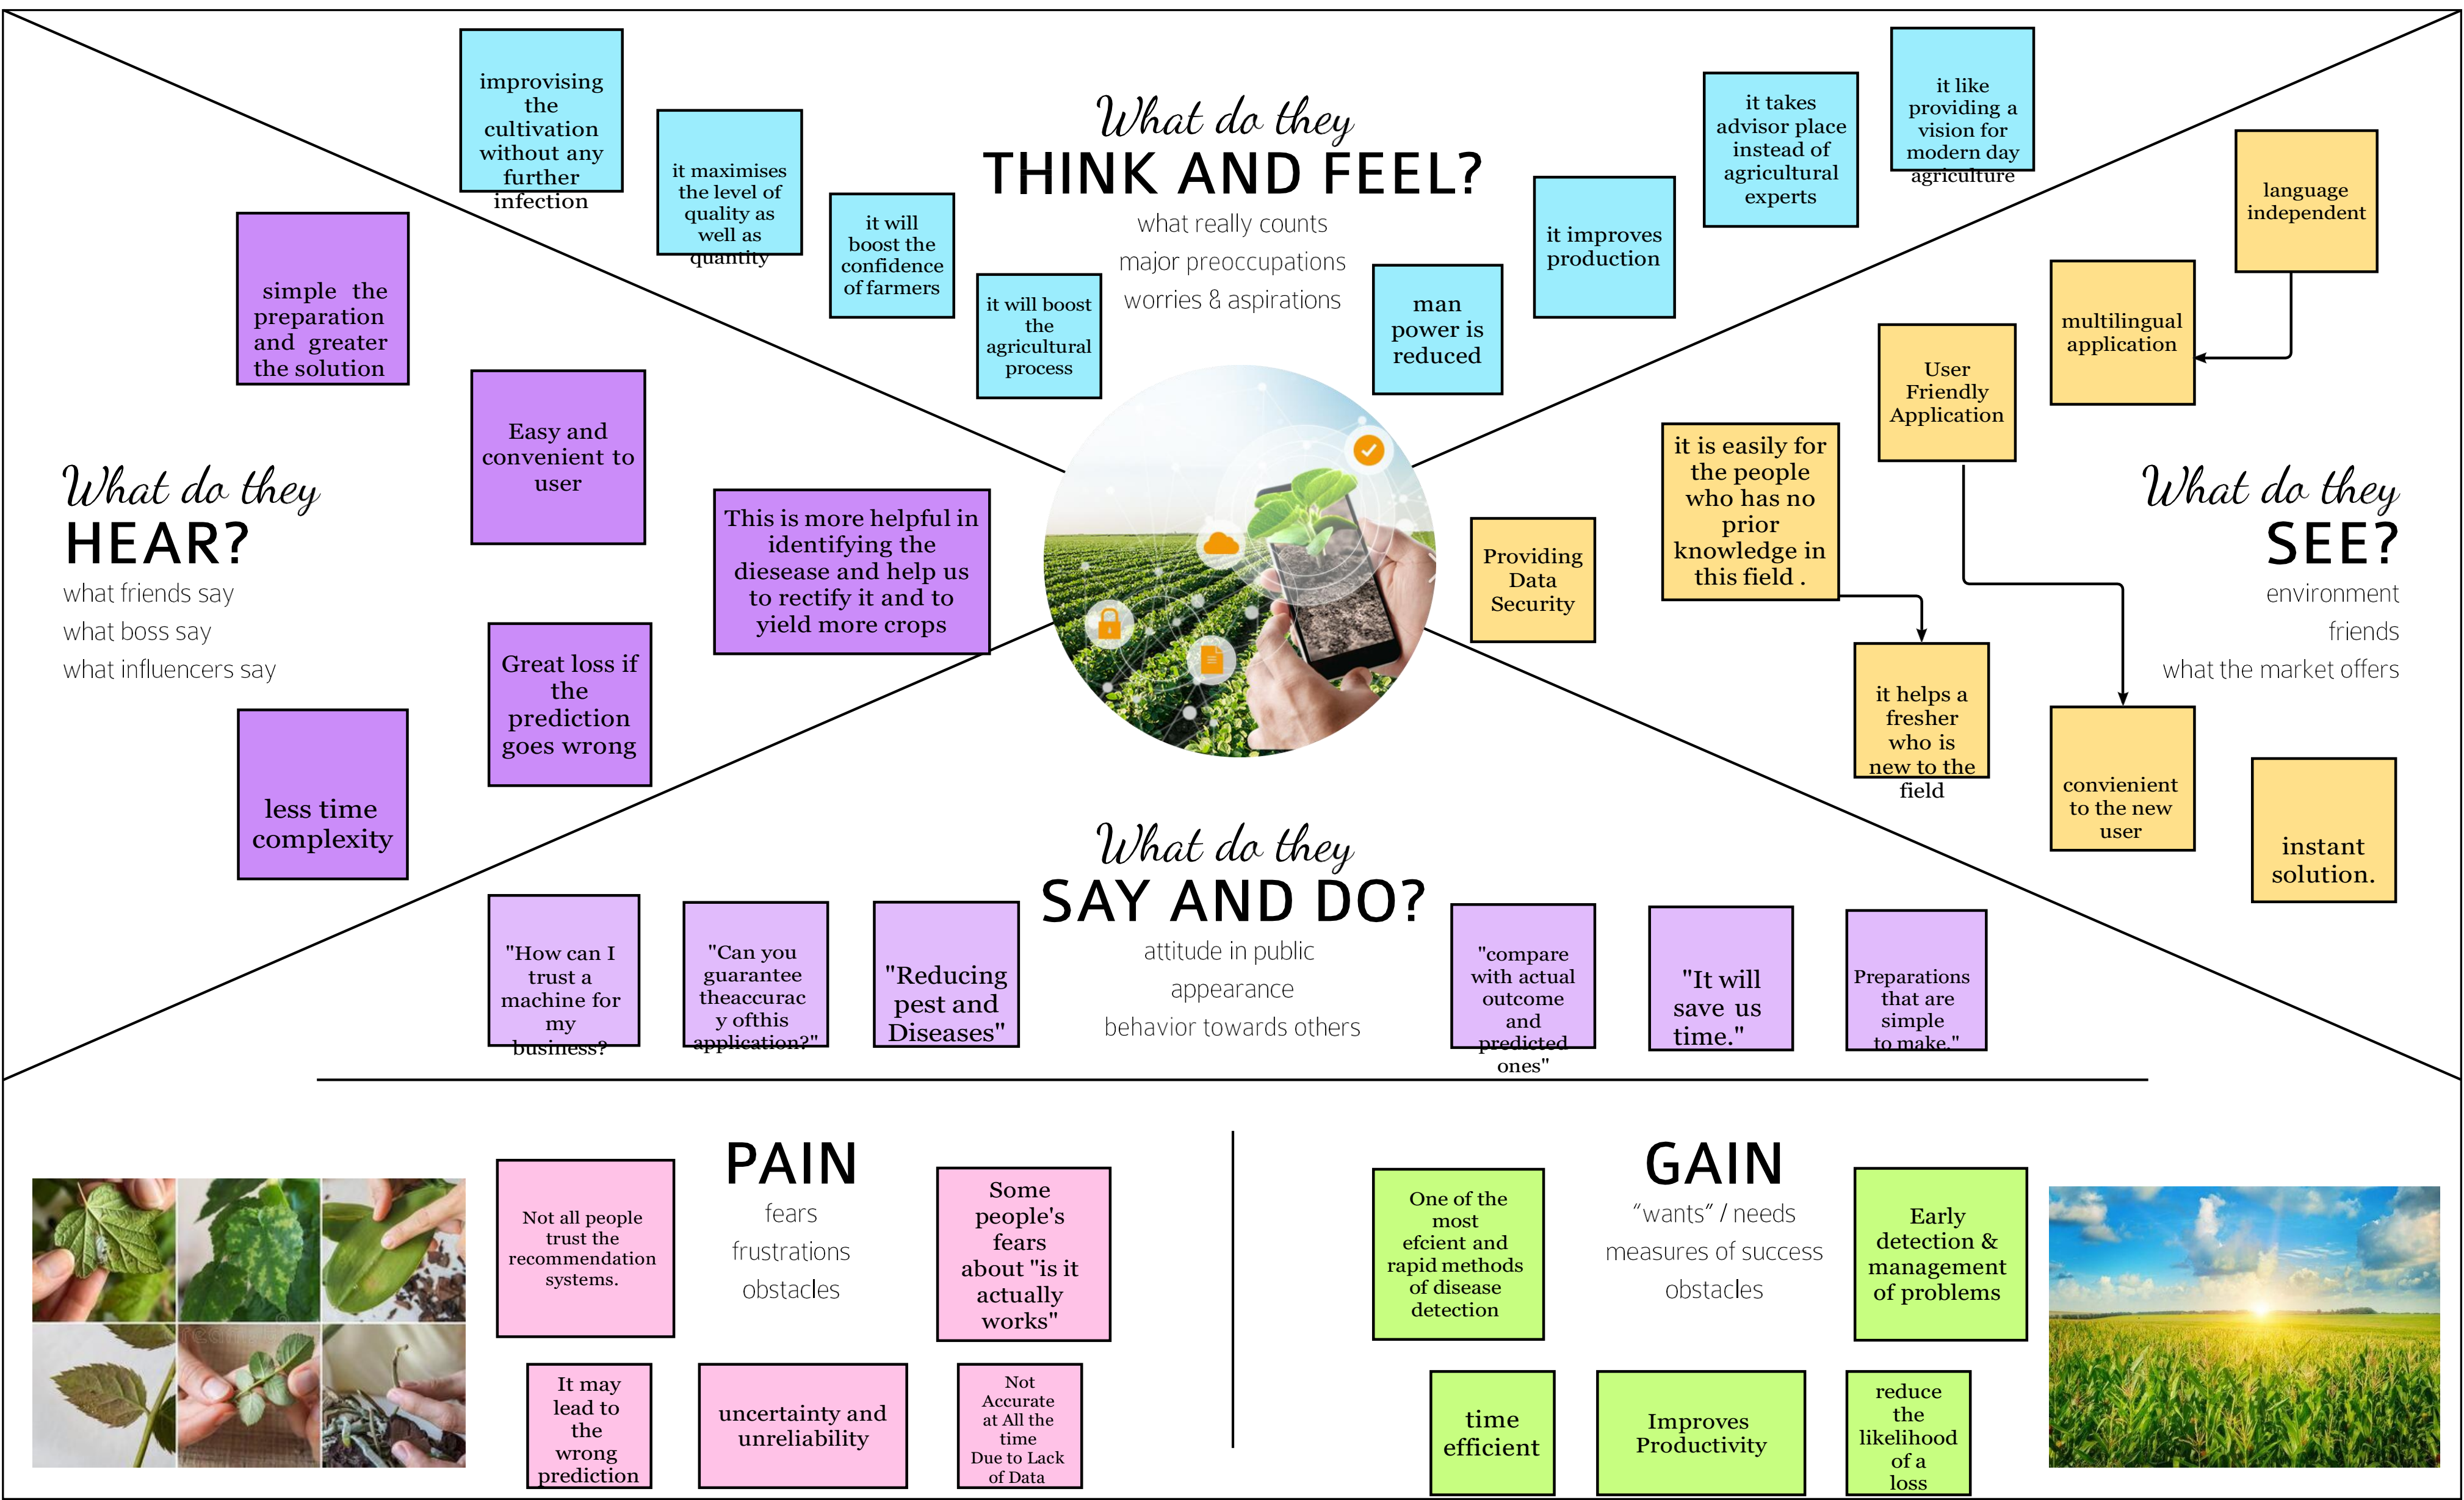 What do they
THINK AND FEEL?
what really counts
major preoccupations
worries & aspirations
improvising
the
cultivation
without any
further
infection
it maximises
the level of
quality as
well as
quantity
it will
boost the
confidence
of farmers
it will boost
the
agricultural
process
man
power is
reduced
it improves
production
it takes
advisor place
instead of
agricultural
experts
it like
providing a
vision for
modern day
agriculture
What do they
HEAR?
what friends say
what boss say
what influencers say
simple the
preparation
and greater
the solution
Easy and
convenient to
user
This is more helpful in
identifying the
diesease and help us
to rectify it and to
yield more crops
Great loss if
the
prediction
goes wrong
less time
complexity
What do they
SEE?
environment
friends
what the market offers
language
independent
multilingual
application
User
Friendly
Application
it is easily for
the people
who has no
prior
knowledge in
this field .
Providing
Data
Security
it helps a
fresher
who is
new to the
field
convienient
to the new
user
instant
solution.
What do they
SAY AND DO?
attitude in public
appearance
behavior towards others
"How can I
trust a
machine for
my
business?
"Can you
guarantee
theaccurac
y ofthis
application?"
"Reducing
pest and
Diseases"
"compare
with actual
outcome
and
predicted
ones"
"It will
save us
time."
Preparations
that are
simple
to make."
PAIN
fears
frustrations
obstacles
Not all people
trust the
recommendation
systems.
Some
people's
fears
about "is it
actually
works"
It may
lead to
the
wrong
prediction
uncertainty and
unreliability
Not
Accurate
at All the
time
Due to Lack
of Data
GAIN
"wants" / needs
measures of success
obstacles
One of the
most
efcient and
rapid methods
of disease
detection
Early
detection &
management
of problems
time
efficient
Improves
Productivity
reduce
the
likelihood
of a
loss